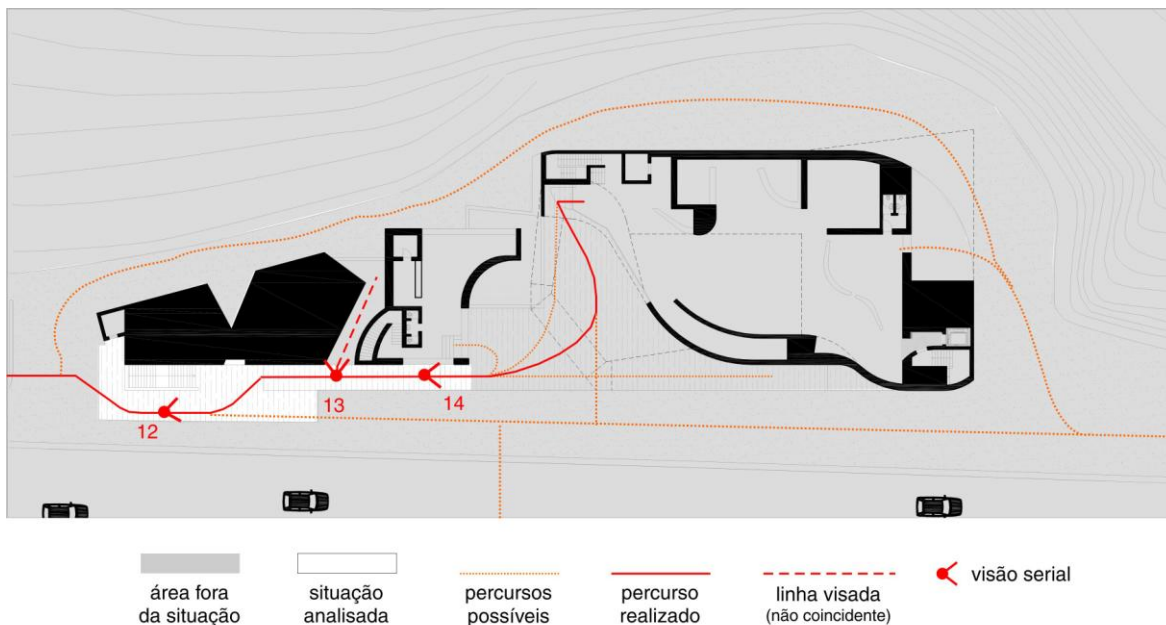 12
13
14
área fora
da situação
situação
analisada
percursos
possíveis
percurso
realizado
linha visada
(não coincidente)
visão serial